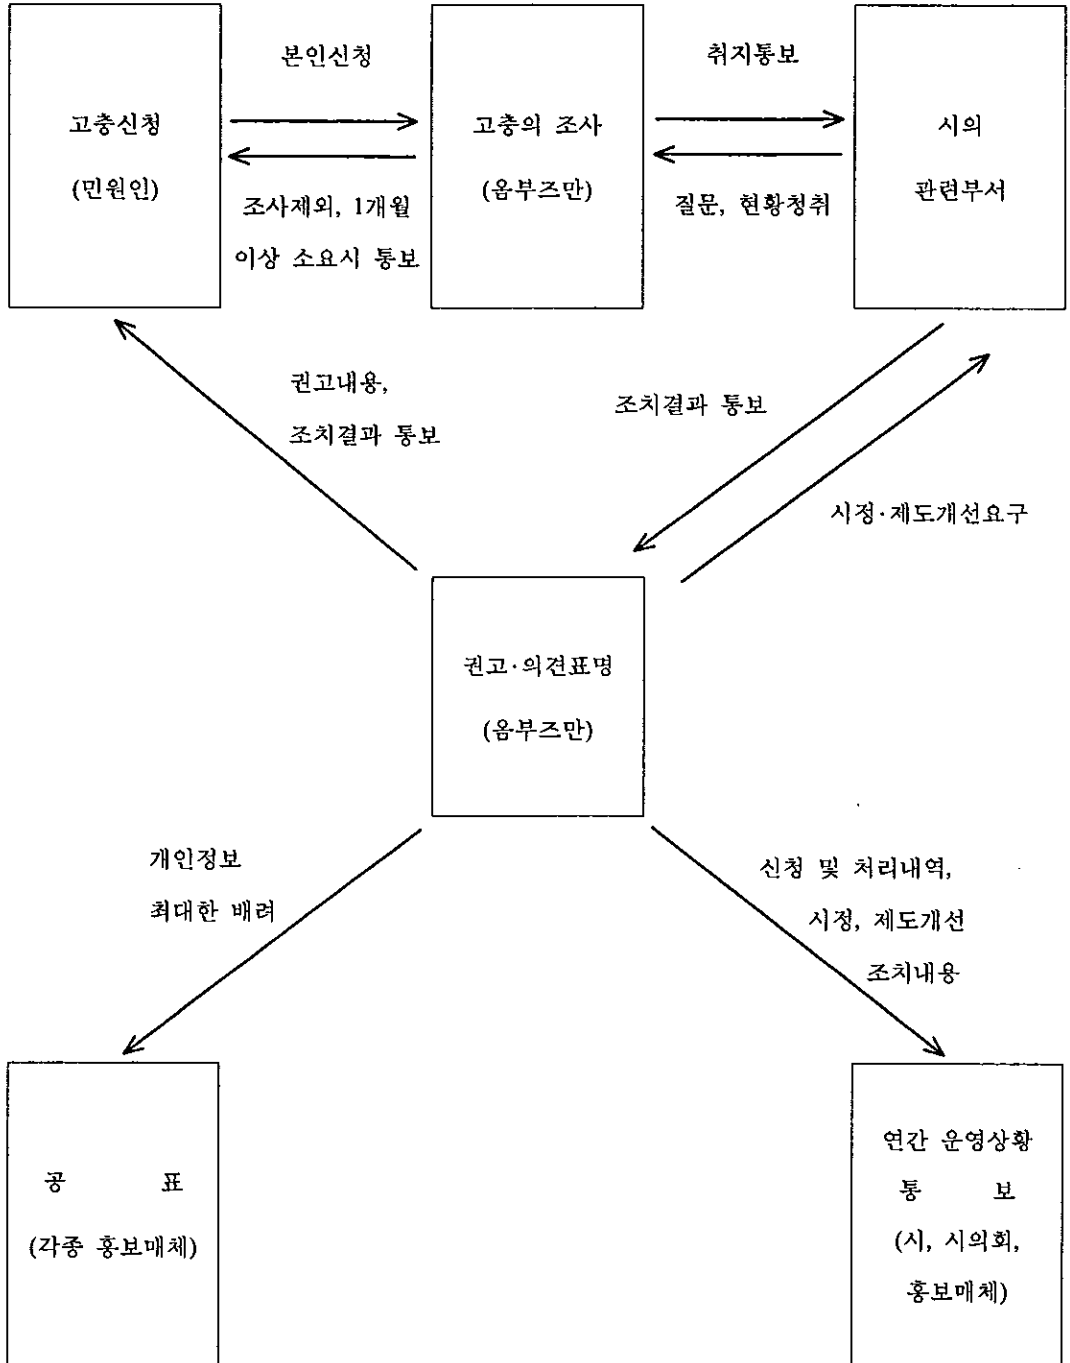 본인신청
취지통보
고충신청
(민원인)
고충의 조사
(옴부즈만)
시의
관련부서
조사제외, 1개월
이상 소요시 통보
질문, 현황청취
권고내용,
조치결과 통보
조치결과 통보
시정·제도개선요구
권고·의견표명
(옴부즈만)
개인정보
최대한 배려
신청 및 처리내역,
시정, 제도개선
조치내용
공 표
(각종 홍보매체)
연간 운영상황
통 보
(시, 시의회,
홍보매체)